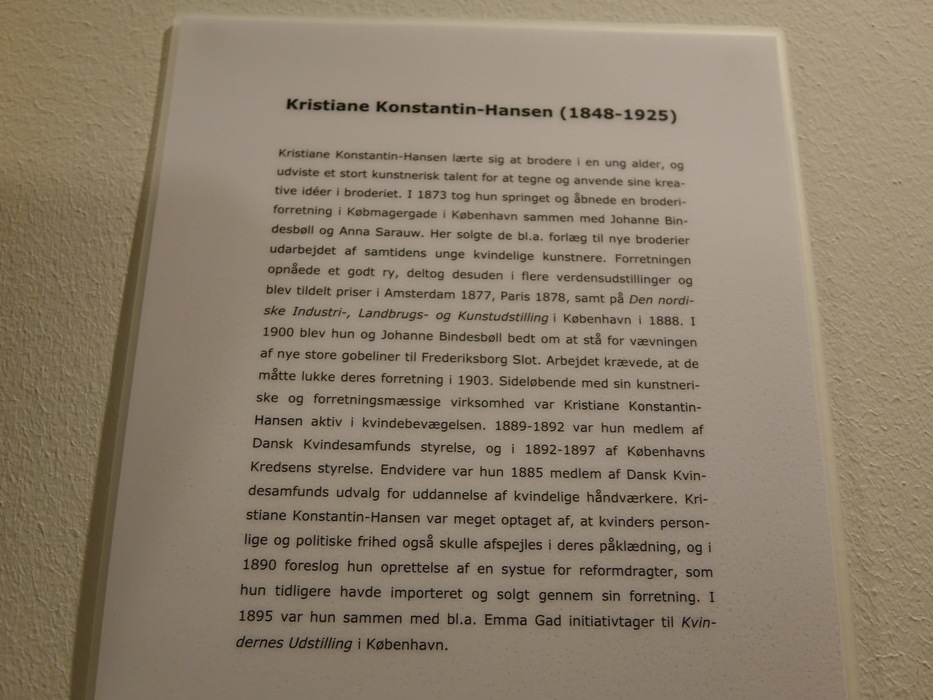 Kristiane Konstantin-Hansen (1848-1925)
Kristiane Konstantin-Hansen lærte sig at brodere i en ung alder, og
udviste et stort kunstnerisk talent for at tegne og anvende sine krea-
tive idéer i broderiet. I 1873 tog hun springet og åbnede en broderi-
forretning i Købmagergade i København sammen med Johanne Bin-
desbøll og Anna Sarauw. Her solgte de bl.a. forlæg til nye broderier
udarbejdet af samtidens unge kvindelige kunstnere. Forretningen
opnåede et godt ry, deltog desuden i flere verdensudstillinger og
blev tildelt priser i Amsterdam 1877, Paris 1878, samt på Den nordi-
ske Industri-, Landbrugs- og Kunstudstilling i København i 1888. I
1900 blev hun og Johanne Bindesbøll bedt om at stå for vævningen
af nye store gobeliner til Frederiksborg Slot. Arbejdet krævede, at de
måtte lukke deres forretning i 1903. Sideløbende med sin kunstneri-
ske og forretningsmæssige virksomhed var Kristiane Konstantin-
Hansen aktiv i kvindebevægelsen. 1889-1892 var hun medlem af
Dansk Kvindesamfunds styrelse, og i 1892-1897 af Københavns
Kredsens styrelse. Endvidere var hun 1885 medlem af Dansk Kvin-
desamfunds udvalg for uddannelse af kvindelige håndværkere. Kri-
stiane Konstantin-Hansen var meget optaget af, at kvinders person-
lige og politiske frihed også skulle afspejles i deres påklædning, og i
1890 foreslog hun oprettelse af en systue for reformdragter, som
hun tidligere havde importeret og solgt gennem sin forretning. I
1895 var hun sammen med bl.a. Emma Gad initiativtager til Kvin-
dernes Udstilling i København.